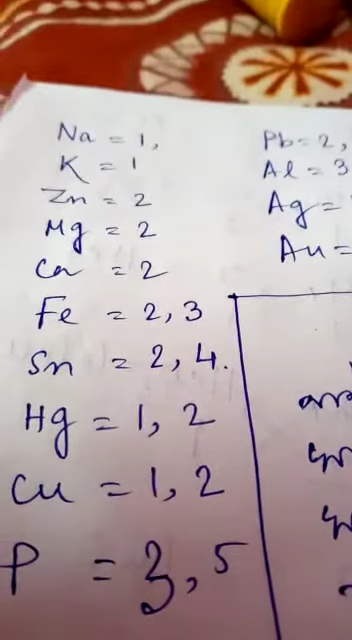 Na = 1,
K = 1
Zn = 2
Mg = 2
Ca = 2
Fe = 2, 3
Sn = 2, 4.
Hg = 1, 2
Cu = 1, 2
P = 3, 5
Pb = 2,
Al = 3
Ag =
Au =